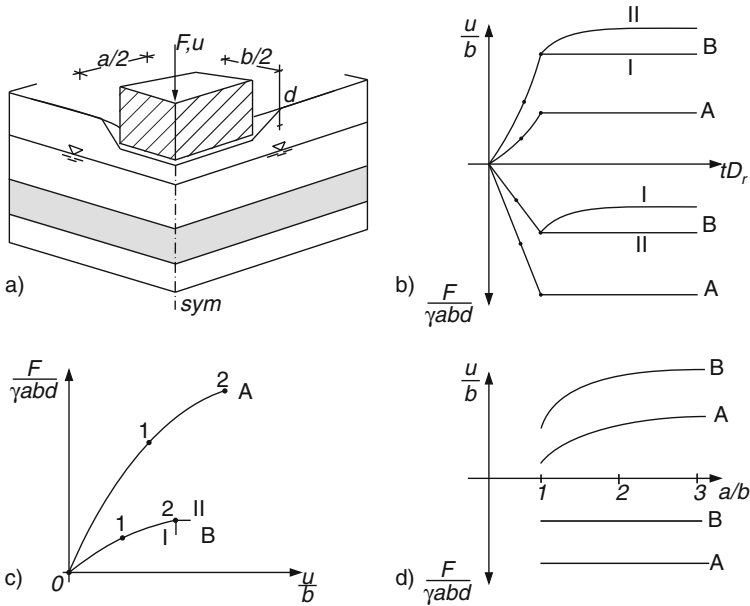 a/2
F,u
b/2
d
a)
sym
u/b
II
B
I
A
tD_r
I
B
II
A
b)
F/γabd
F/γabd
2
A
1
2
II
1
I
B
c)
0
u/b
u/b
B
A
1
2
3
a/b
B
A
d)
F/γabd